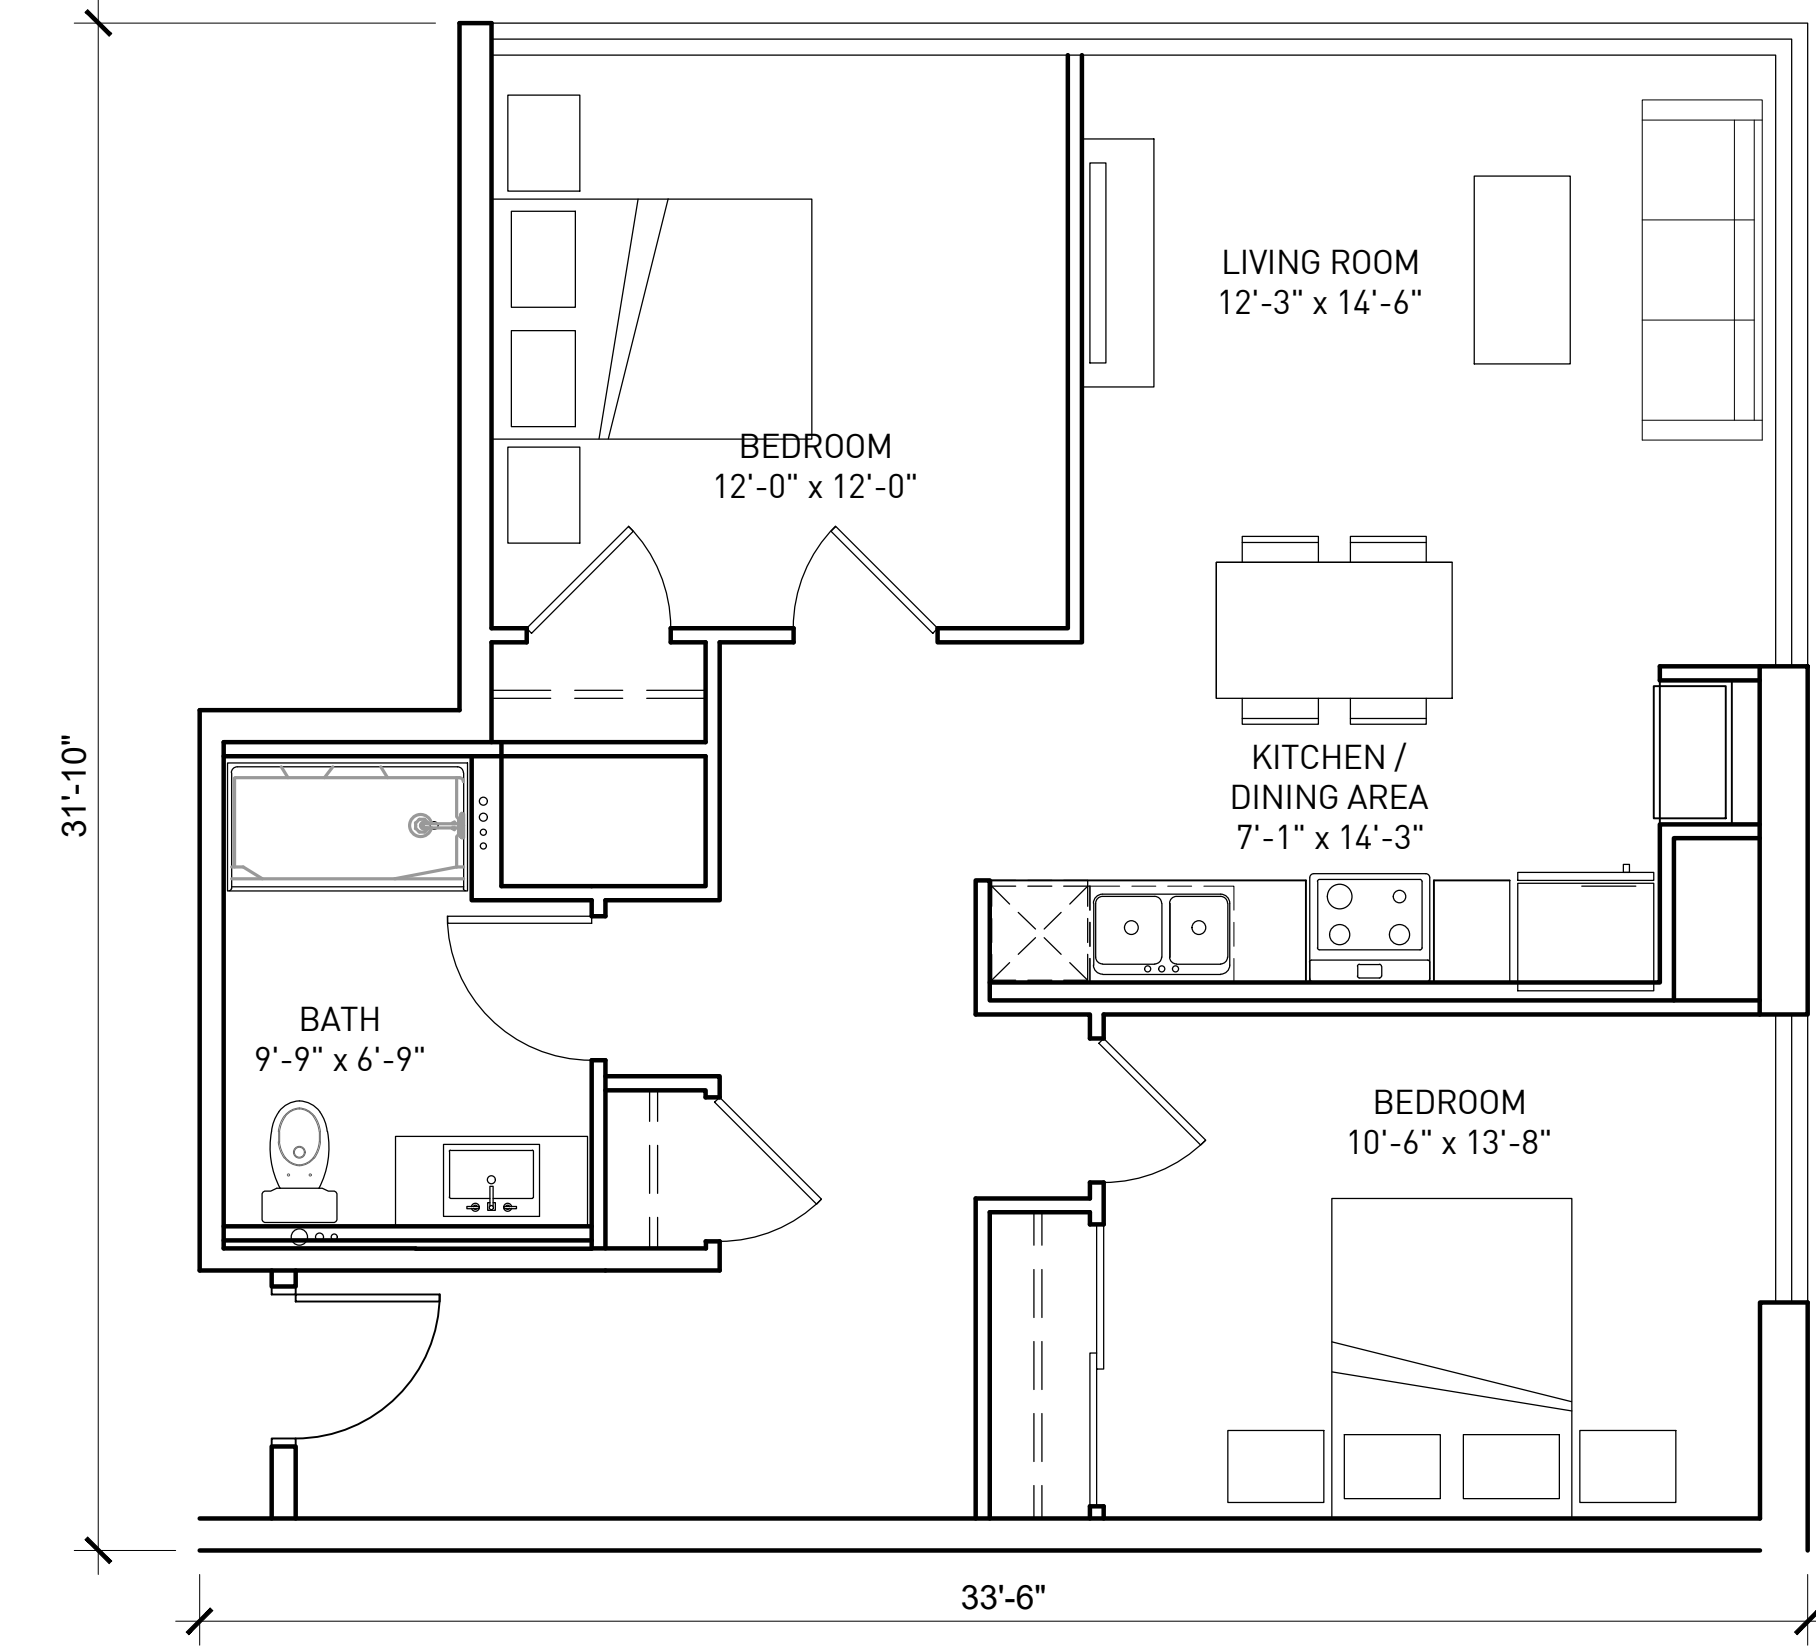 LIVING ROOM
12'-3" x 14'-6"
BEDROOM
12'-0" x 12'-0"
31'-10"
KITCHEN /
DINING AREA
7'-1" x 14'-3"
BATH
9'-9" x 6'-9"
BEDROOM
10'-6" x 13'-8"
33'-6"